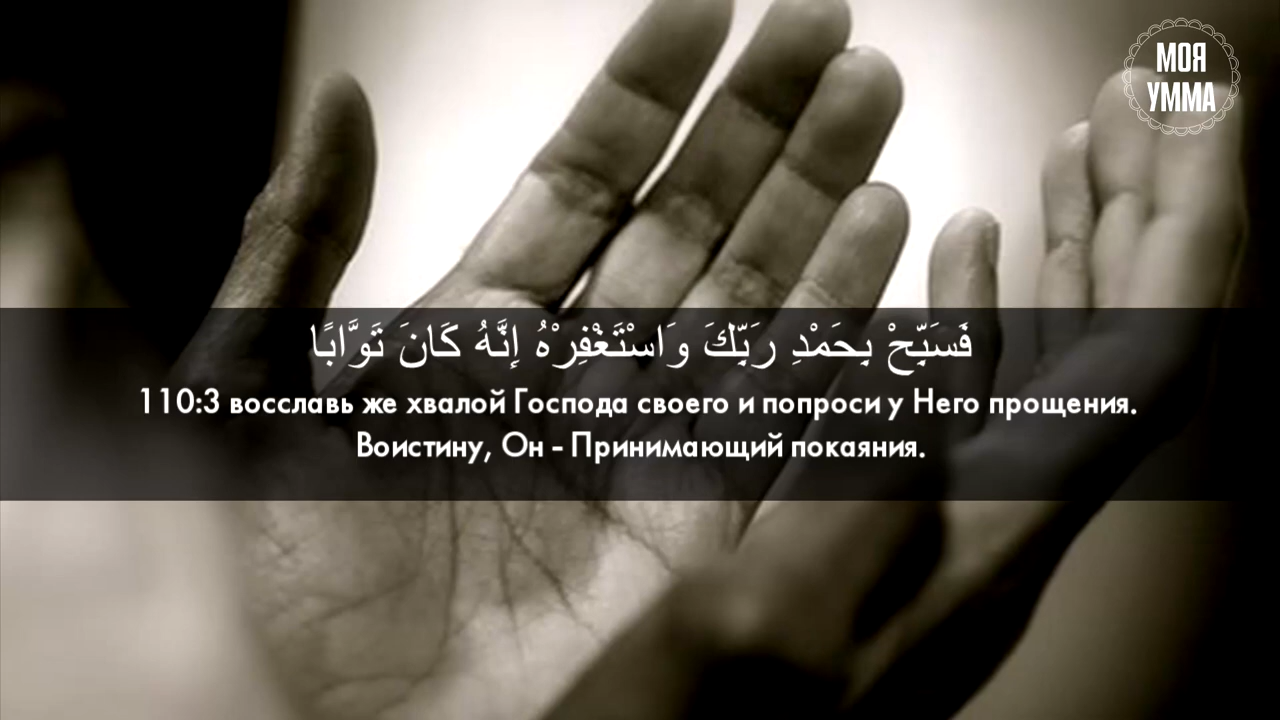 МОЯ
УММА
فَسَبِّحْ بِحَمْدِ رَبِّكَ وَاسْتَغْفِرْهُ إِنَّهُ كَانَ تَوَّابًا
110:3 восславь же хвалой Господа своего и попроси у Него прощения.
Воистину, Он - Принимающий покаяния.